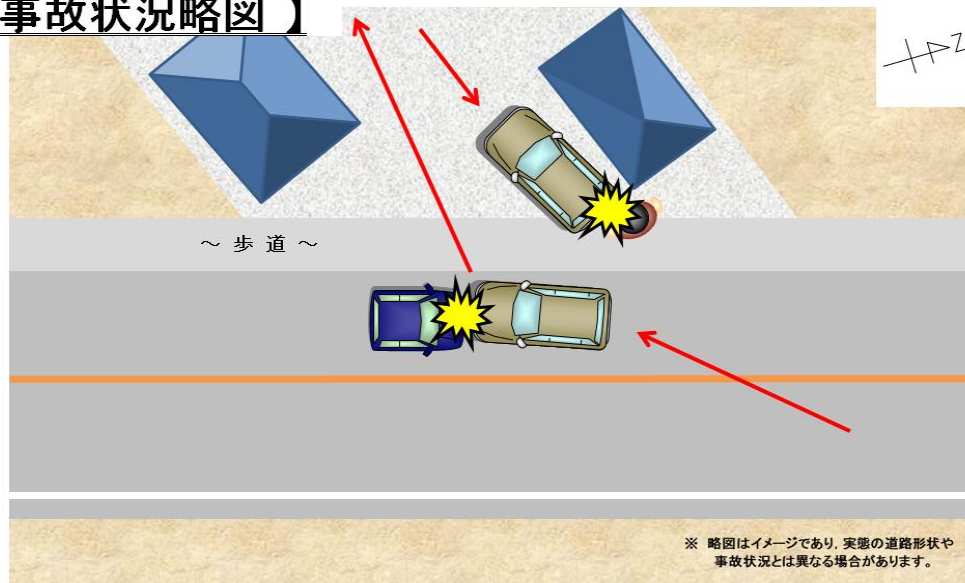 事故状況略図 】
～ 歩 道 ～
※ 略図はイメージであり、実態の道路形状や
事故状況とは異なる場合があります。